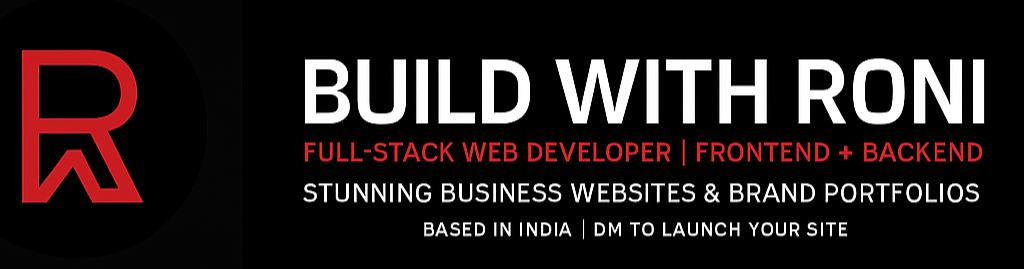 BUILD WITH RONI
FULL-STACK WEB DEVELOPER | FRONTEND + BACKEND
STUNNING BUSINESS WEBSITES & BRAND PORTFOLIOS
BASED IN INDIA | DM TO LAUNCH YOUR SITE